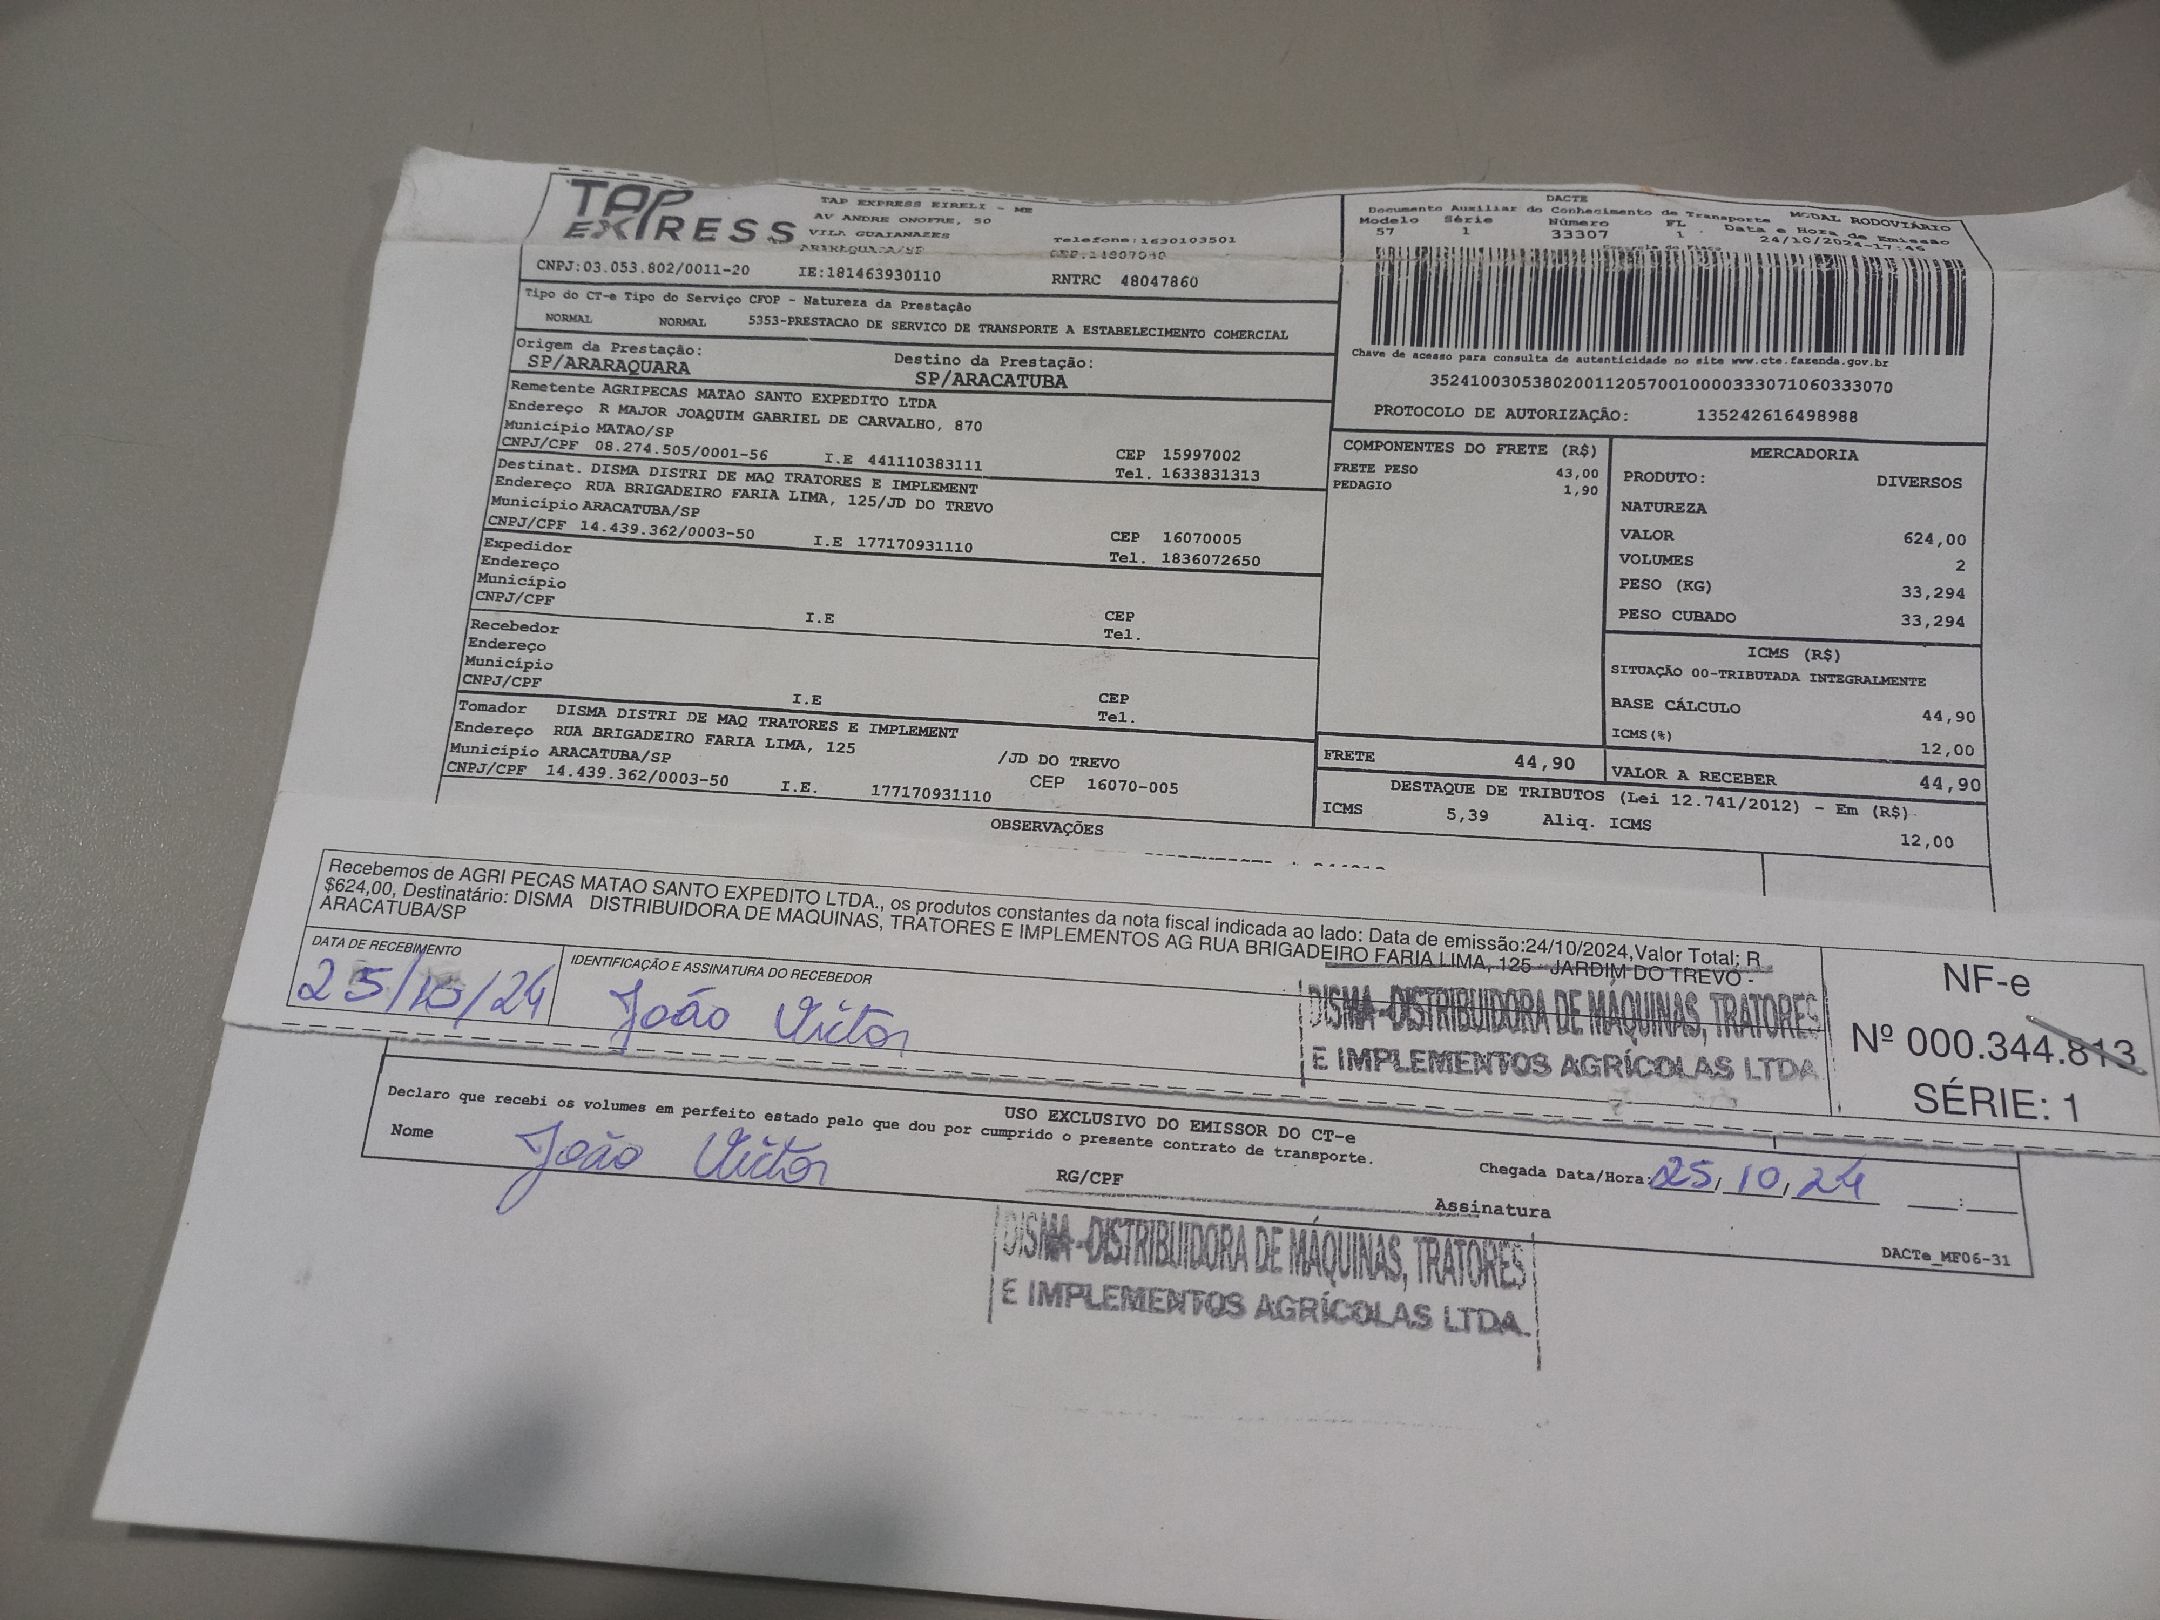 TAP EXPRESS
TAP EXPRESS EIRELI - ME
AV ANDRE ONOFRE, 50
VILA GUAIANAZES Telefone:1630103501
ARARAQUARA/SP
CNPJ:03.053.802/0011-20 IE:181463930110 RNTRC 48047860
DACTE
Documento Auxiliar do Conhecimento de Transporte MODAL RODOVIÁRIO
Modelo Série Número FL Data e Hora de Emissão
57 1 33307 1 24/10/2024-17:46
Controle do Fisco
Chave de acesso para consulta de autenticidade no site www.cte.fazenda.gov.br
35241003053802001120570010000333071060333070
PROTOCOLO DE AUTORIZAÇÃO: 135242616498988
Tipo do CT-e Tipo do Serviço CFOP - Natureza da Prestação
NORMAL NORMAL 5353-PRESTACAO DE SERVICO DE TRANSPORTE A ESTABELECIMENTO COMERCIAL
Origem da Prestação: Destino da Prestação:
SP/ARARAQUARA SP/ARACATUBA
Remetente AGRIPECAS MATAO SANTO EXPEDITO LTDA
Endereço R MAJOR JOAQUIM GABRIEL DE CARVALHO, 870
Município MATAO/SP CEP 15997002
CNPJ/CPF 08.274.505/0001-56 I.E 441110383111 Tel. 1633831313
Destinat. DISMA DISTRI DE MAQ TRATORES E IMPLEMENT
Endereço RUA BRIGADEIRO FARIA LIMA, 125/JD DO TREVO
Município ARACATUBA/SP CEP 16070005
CNPJ/CPF 14.439.362/0003-50 I.E 177170931110 Tel. 1836072650
Expedidor
Endereço
Município CEP
CNPJ/CPF I.E Tel.
Recebedor
Endereço
Município CEP
CNPJ/CPF I.E Tel.
Tomador DISMA DISTRI DE MAQ TRATORES E IMPLEMENT
Endereço RUA BRIGADEIRO FARIA LIMA, 125 /JD DO TREVO
Município ARACATUBA/SP CEP 16070-005
CNPJ/CPF 14.439.362/0003-50 I.E. 177170931110
COMPONENTES DO FRETE (R$)
FRETE PESO 43,00
PEDAGIO 1,90
FRETE 44,90
MERCADORIA
PRODUTO: DIVERSOS
NATUREZA
VALOR 624,00
VOLUMES 2
PESO (KG) 33,294
PESO CUBADO 33,294
ICMS (R$)
SITUAÇÃO 00-TRIBUTADA INTEGRALMENTE
BASE CÁLCULO 44,90
ICMS(%) 12,00
VALOR A RECEBER 44,90
DESTAQUE DE TRIBUTOS (Lei 12.741/2012) - Em (R$)
ICMS 5,39 Aliq. ICMS 12,00
OBSERVAÇÕES
Recebemos de AGRI PECAS MATAO SANTO EXPEDITO LTDA., os produtos constantes da nota fiscal indicada ao lado: Data de emissão:24/10/2024,Valor Total: R
$624,00, Destinatário: DISMA DISTRIBUIDORA DE MAQUINAS, TRATORES E IMPLEMENTOS AG RUA BRIGADEIRO FARIA LIMA, 125 - JARDIM DO TREVO -
ARACATUBA/SP
DATA DE RECEBIMENTO IDENTIFICAÇÃO E ASSINATURA DO RECEBEDOR
25/10/24 João Victor
DISMA-DISTRIBUIDORA DE MÁQUINAS, TRATORES
E IMPLEMENTOS AGRÍCOLAS LTDA
NF-e
Nº 000.344.813
SÉRIE: 1
USO EXCLUSIVO DO EMISSOR DO CT-e
Declaro que recebi os volumes em perfeito estado pelo que dou por cumprido o presente contrato de transporte.
Nome João Victor RG/CPF Assinatura Chegada Data/Hora: 25/10/24 :
DACTe_MF06-31
DISMA-DISTRIBUIDORA DE MÁQUINAS, TRATORES
E IMPLEMENTOS AGRÍCOLAS LTDA.